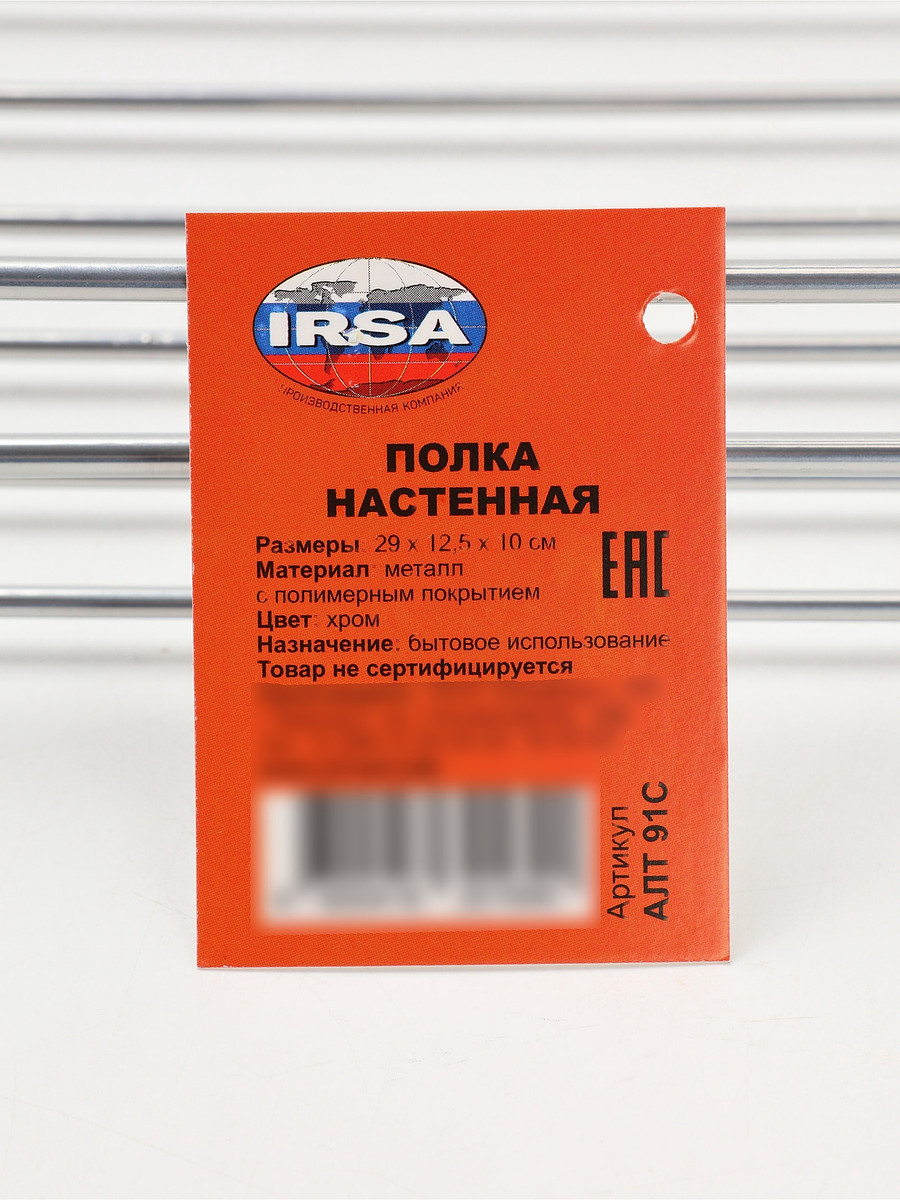 IRSA
ПРОИЗВОДСТВЕННАЯ КОМПАНИЯ
ПОЛКА
НАСТЕННАЯ
Размеры: 29 х 12,5 х 10 см
Материал: металл
с полимерным покрытием
Цвет: хром
Назначение: бытовое использование
Товар не сертифицируется
EAC
Артикул
АЛТ 91С